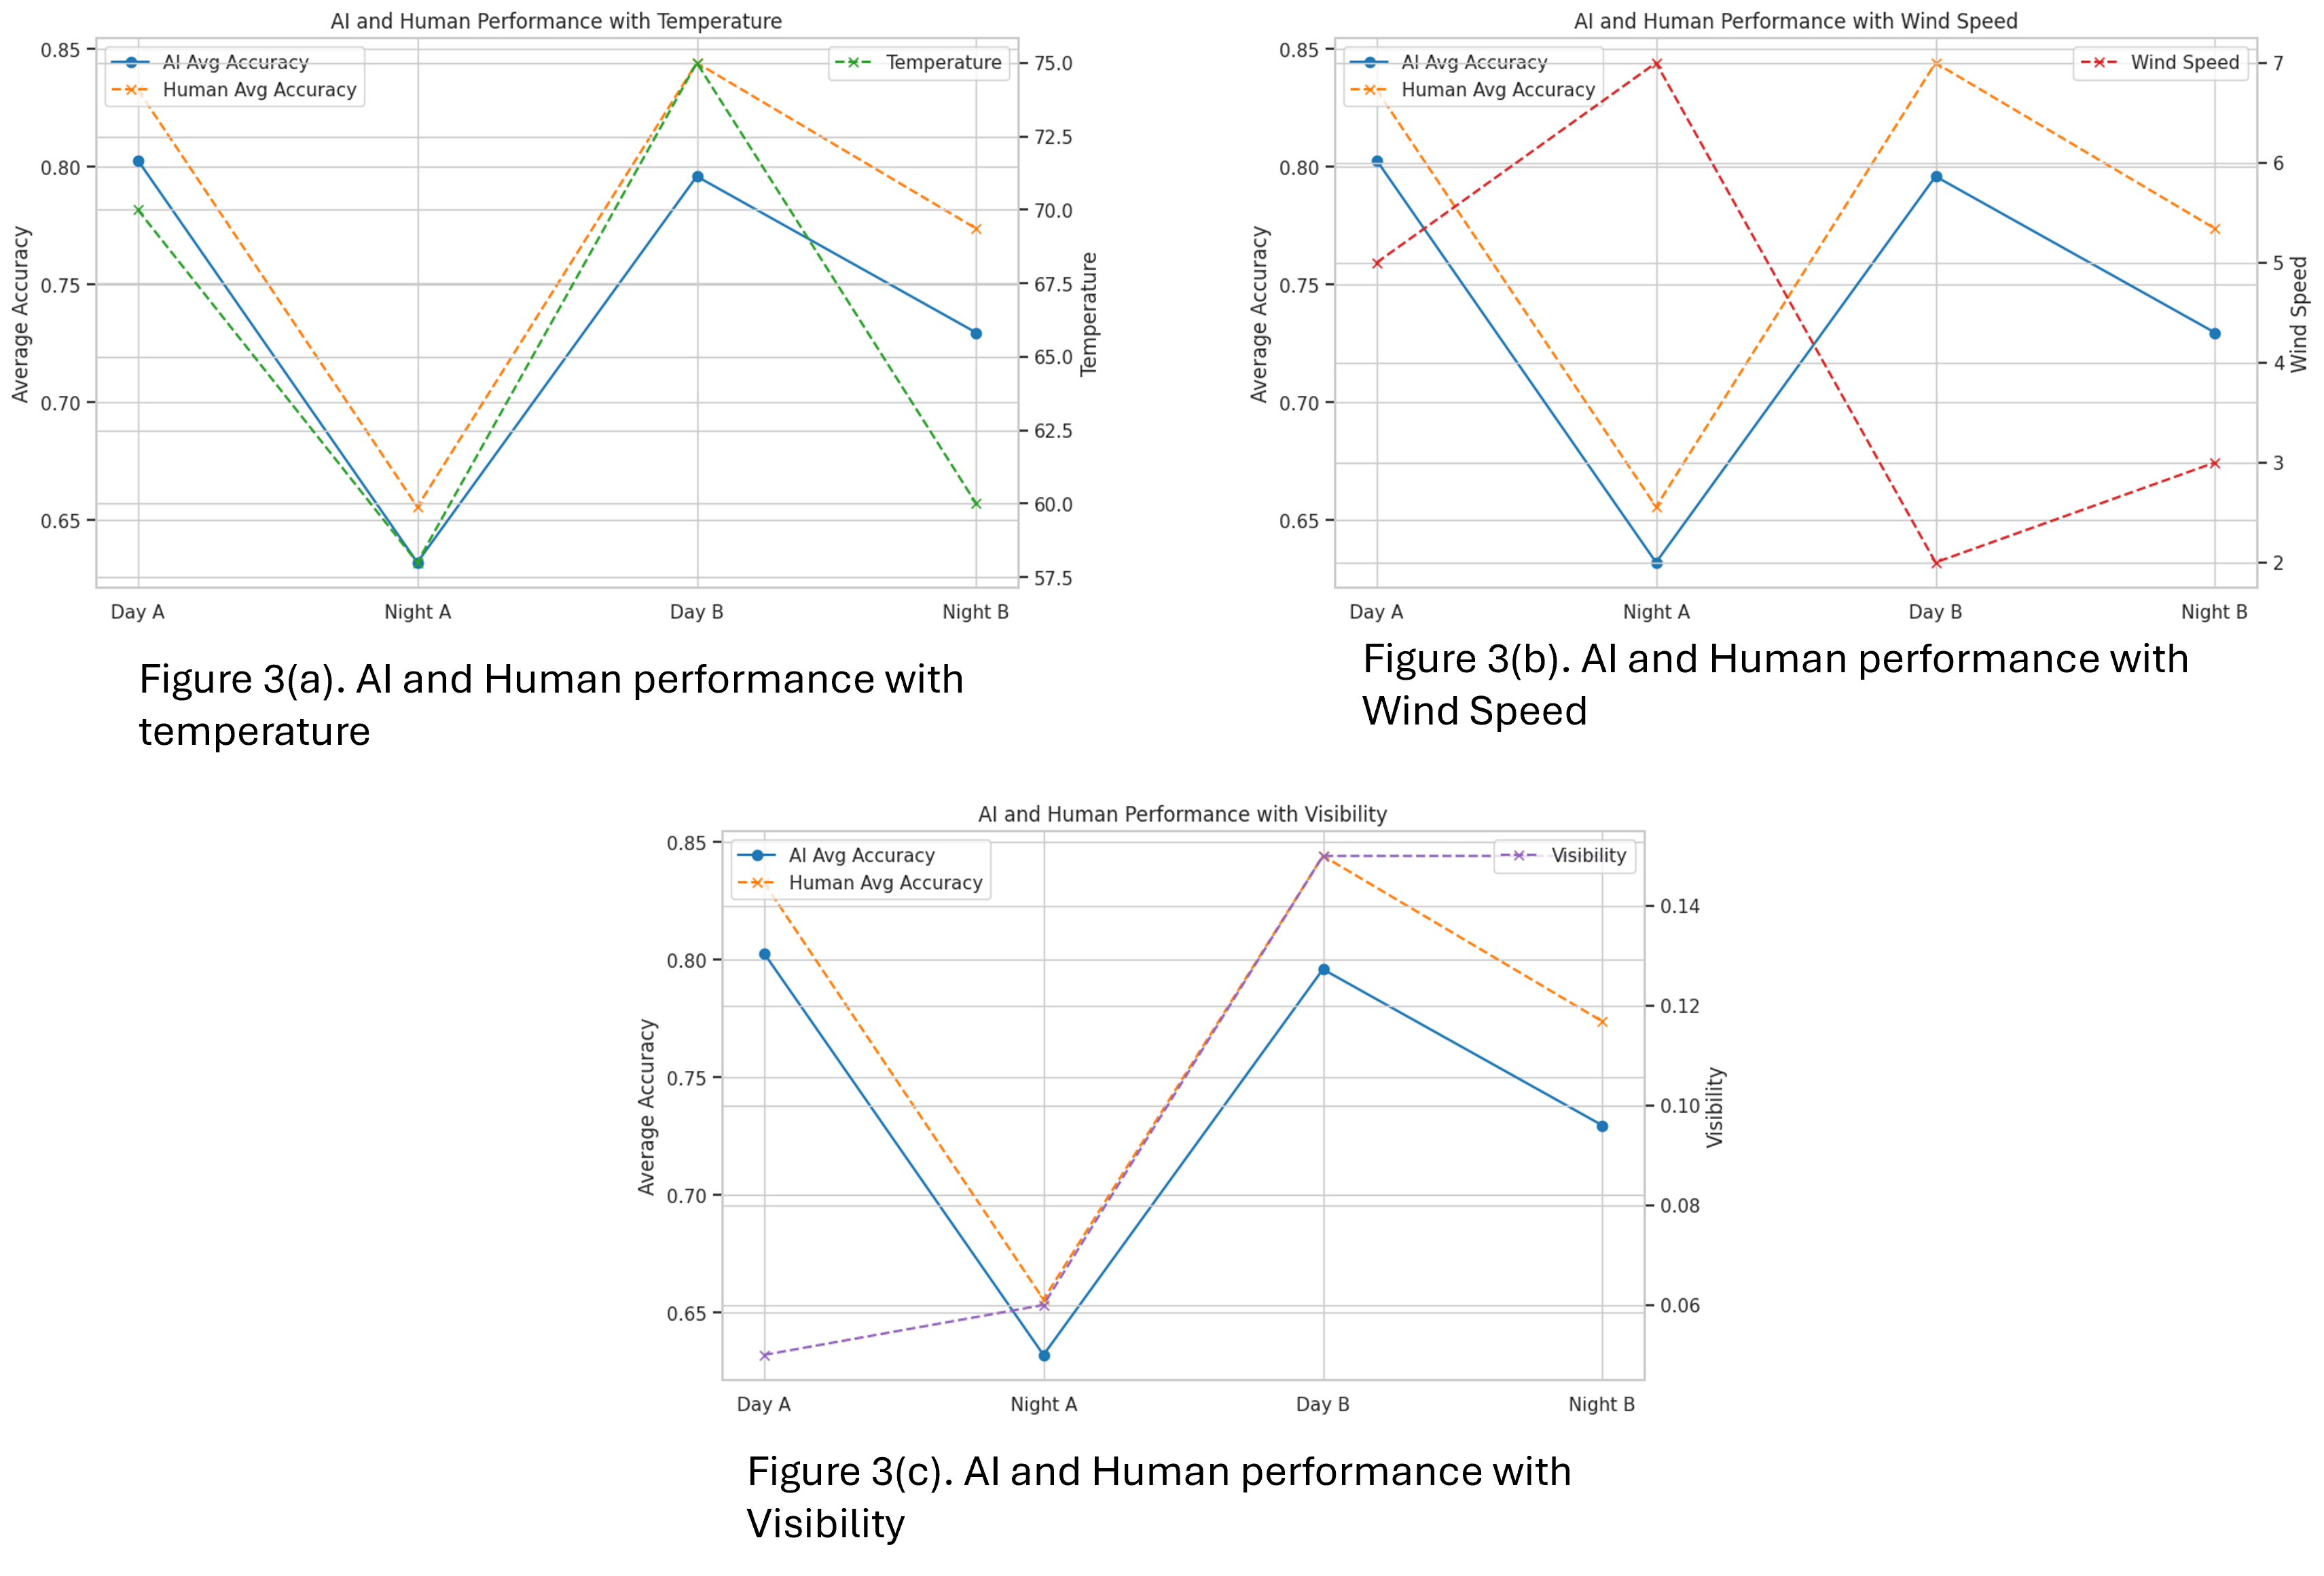 AI and Human Performance with Temperature
AI Avg Accuracy
Human Avg Accuracy
Temperature
0.85
0.80
0.75
0.70
0.65
Average Accuracy
75.0
72.5
70.0
67.5
65.0
62.5
60.0
57.5
Temperature
Day A
Night A
Day B
Night B
Figure 3(a). AI and Human performance with
temperature
AI and Human Performance with Wind Speed
AI Avg Accuracy
Human Avg Accuracy
Wind Speed
0.85
0.80
0.75
0.70
0.65
Average Accuracy
7
6
5
4
3
2
Wind Speed
Day A
Night A
Day B
Night B
Figure 3(b). AI and Human performance with
Wind Speed
AI and Human Performance with Visibility
AI Avg Accuracy
Human Avg Accuracy
Visibility
0.85
0.80
0.75
0.70
0.65
Average Accuracy
0.14
0.12
0.10
0.08
0.06
Visibility
Day A
Night A
Day B
Night B
Figure 3(c). AI and Human performance with
Visibility